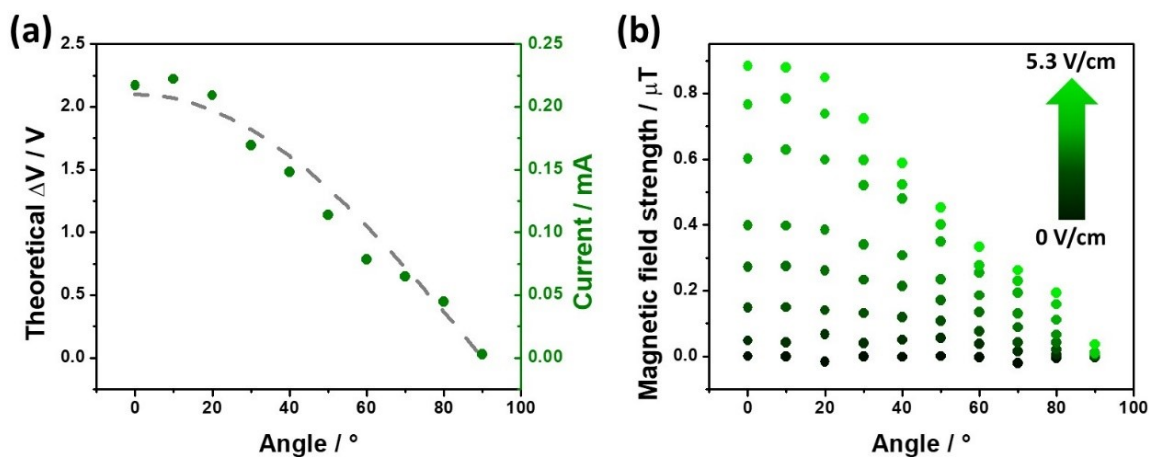 (a)
2.5
2.0
1.5
1.0
0.5
0.0
Theoretical ΔV / V
0.25
0.20
0.15
0.10
0.05
0.00
Current / mA
0 20 40 60 80 100
Angle / °
(b)
0.8
0.6
0.4
0.2
0.0
Magnetic field strength / μT
5.3 V/cm
0 V/cm
0 20 40 60 80 100
Angle / °